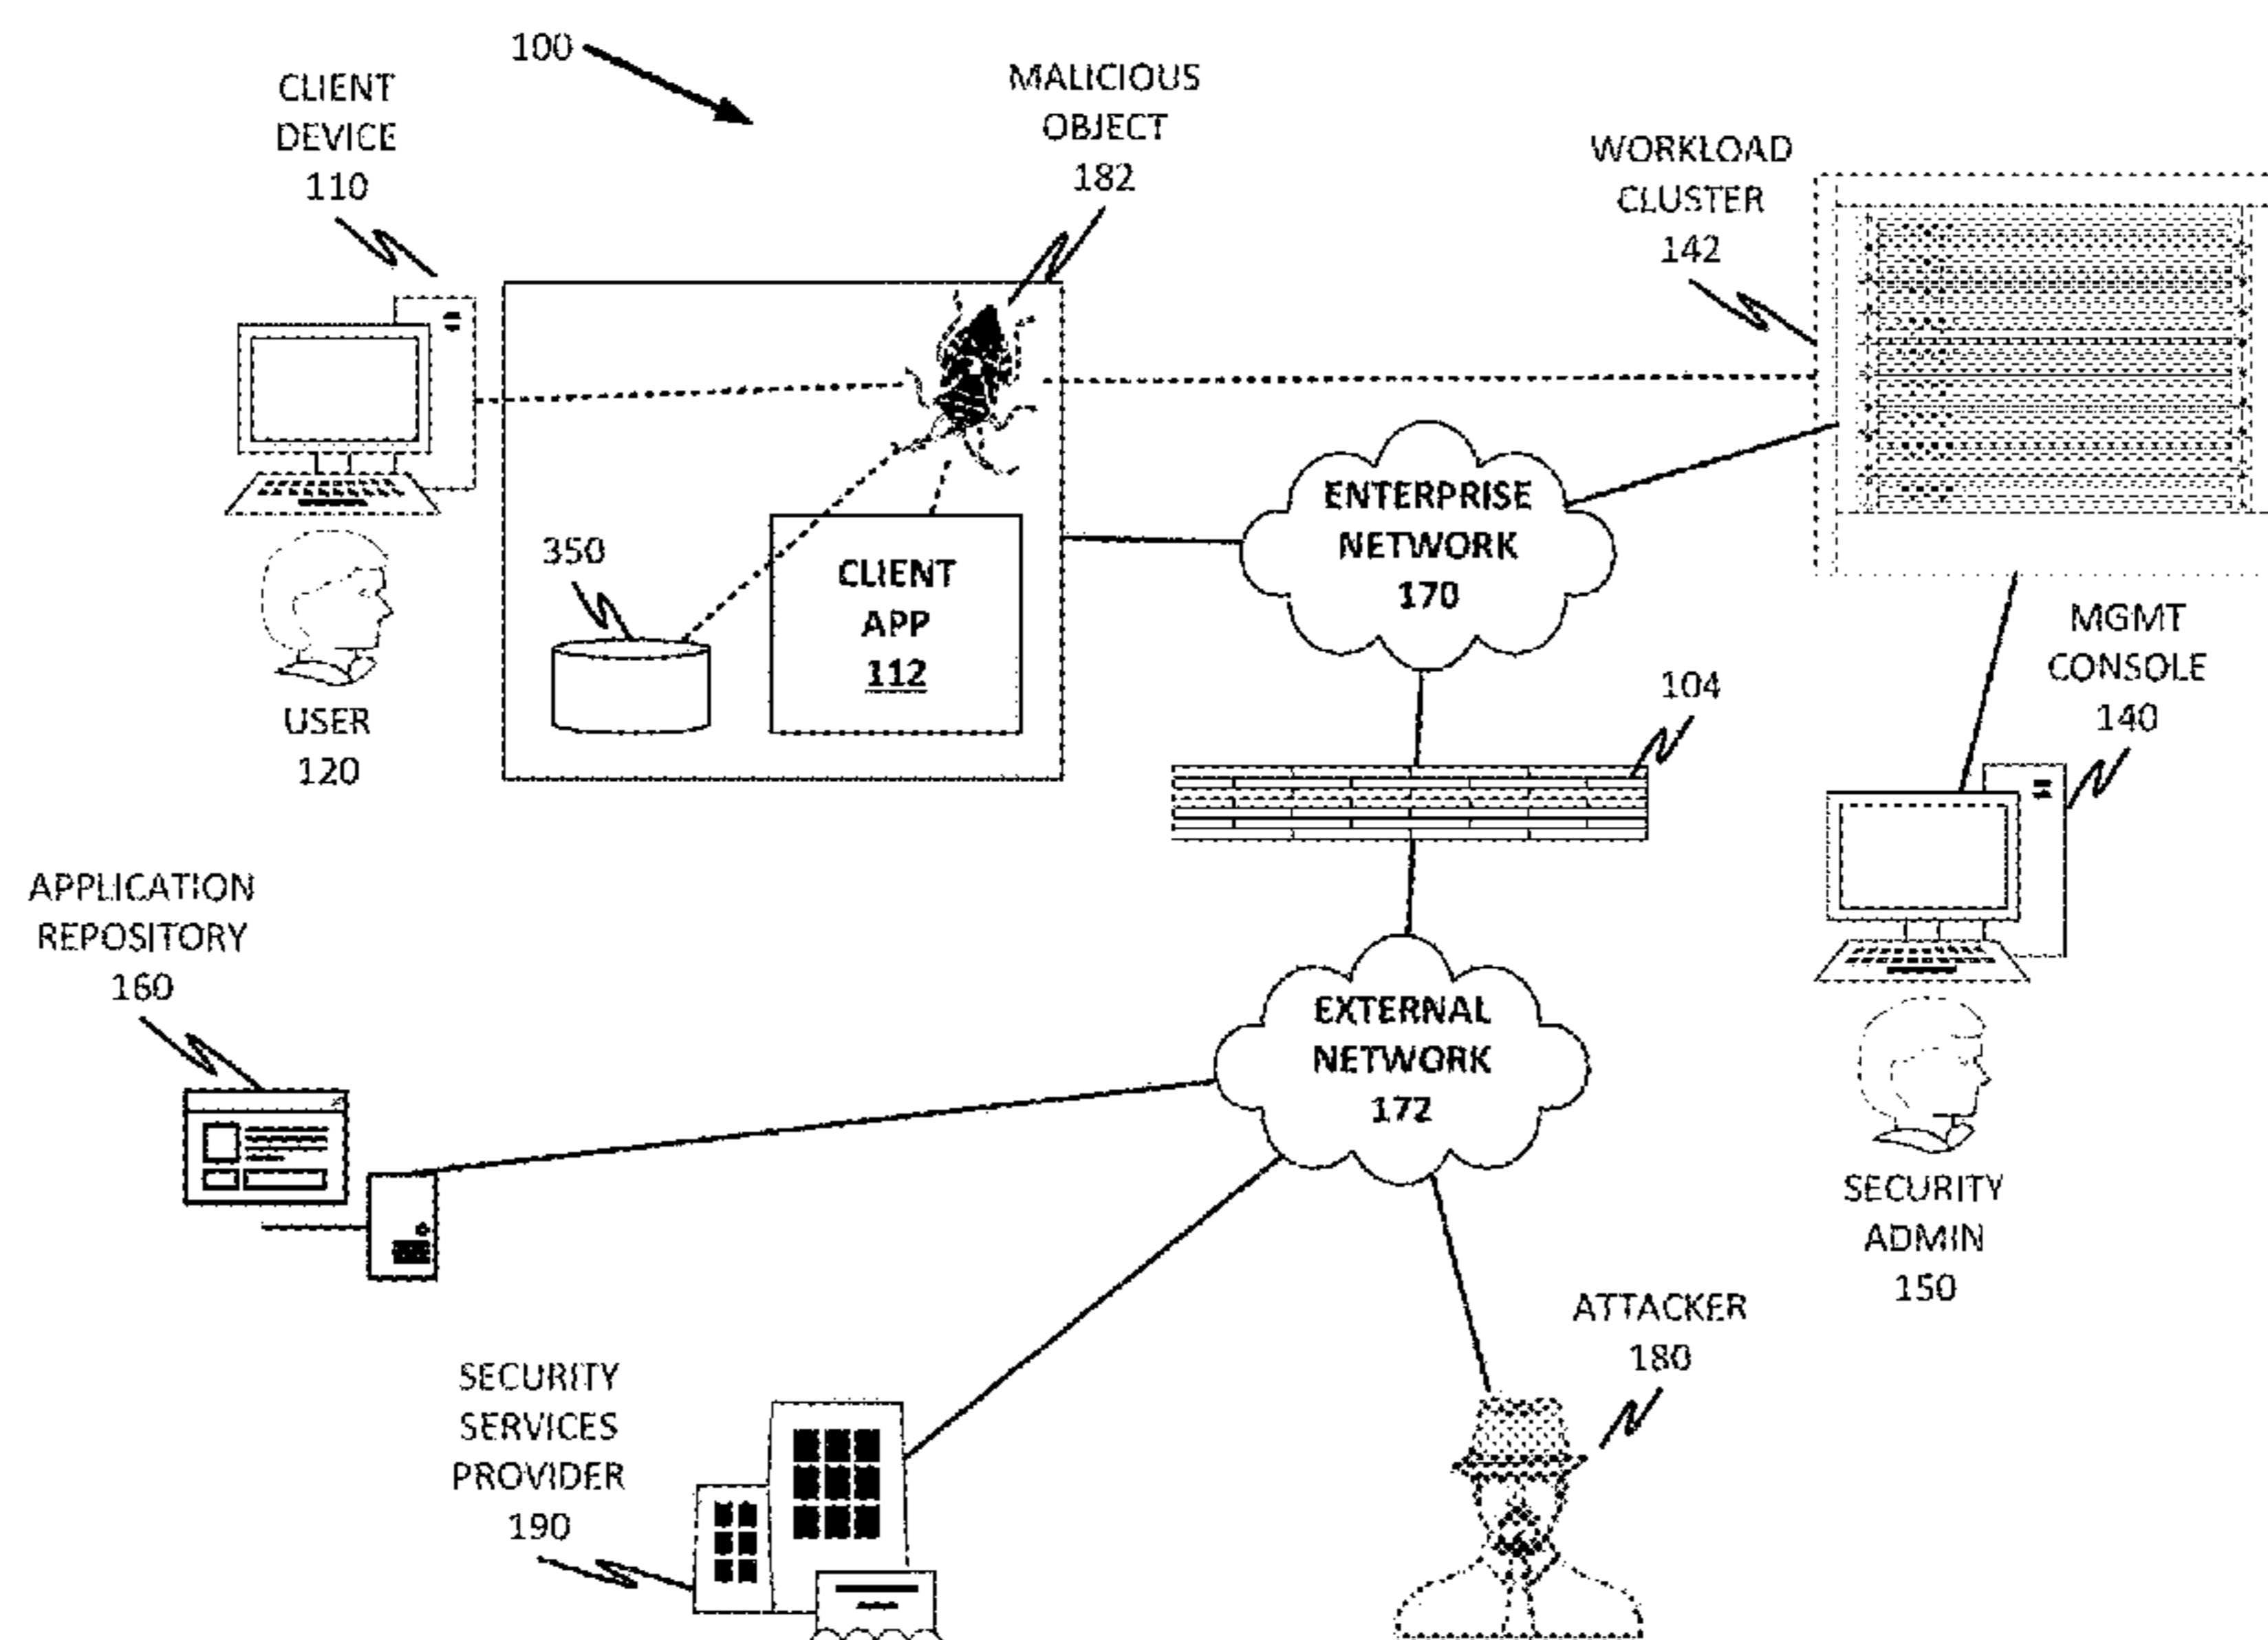 100
CLIENT
DEVICE
110
MALICIOUS
OBJECT
182
WORKLOAD
CLUSTER
142
350
CLIENT
APP
112
ENTERPRISE
NETWORK
170
USER
120
104
MGMT
CONSOLE
140
APPLICATION
REPOSITORY
160
EXTERNAL
NETWORK
172
SECURITY
ADMIN
150
ATTACKER
180
SECURITY
SERVICES
PROVIDER
190